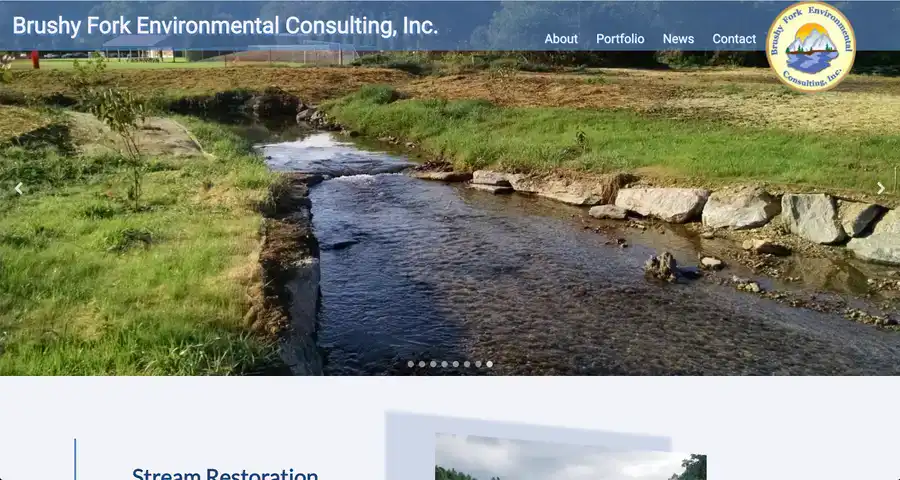 Brushy Fork Environmental Consulting, Inc.
About Portfolio News Contact
Brushy Fork Environmental
Consulting, Inc.
Stream Restoration